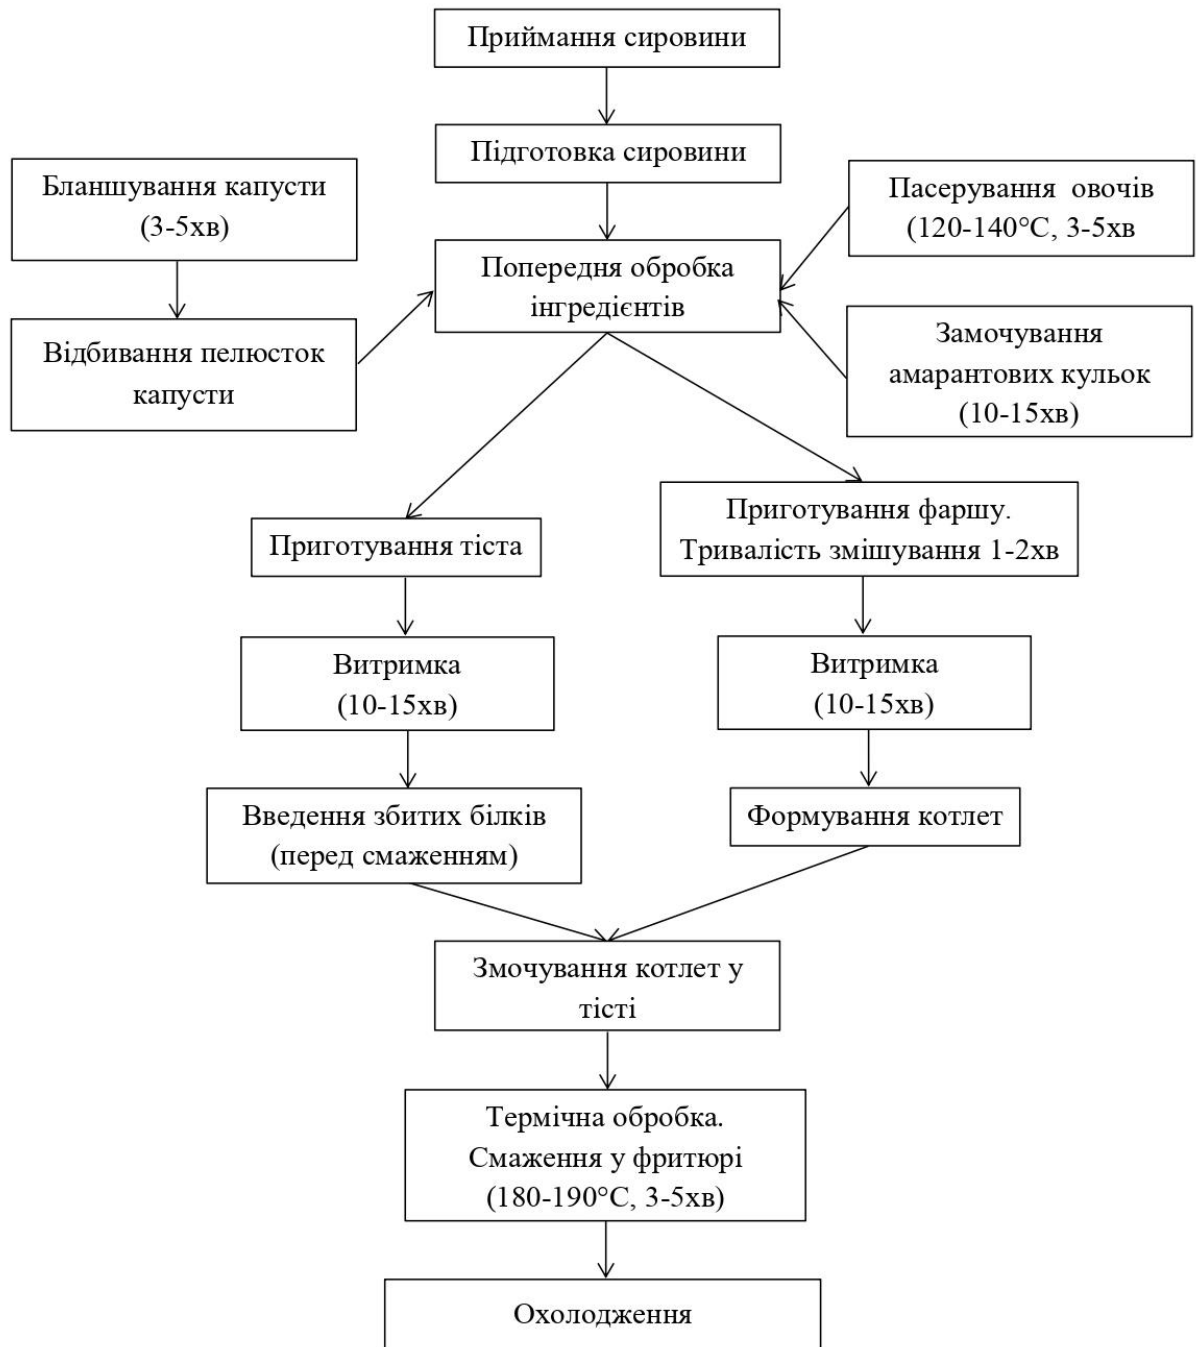 Приймання сировини
Підготовка сировини
Бланшування капусти
(3-5хв)
Пасерування овочів
(120-140°С, 3-5хв
Попередня обробка
інгредієнтів
Відбивання пелюсток
капусти
Замочування
амарантових кульок
(10-15хв)
Приготування тіста
Приготування фаршу.
Тривалість змішування 1-2хв
Витримка
(10-15хв)
Витримка
(10-15хв)
Введення збитих білків
(перед смаженням)
Формування котлет
Змочування котлет у
тісті
Термічна обробка.
Смаження у фритюрі
(180-190°С, 3-5хв)
Охолодження